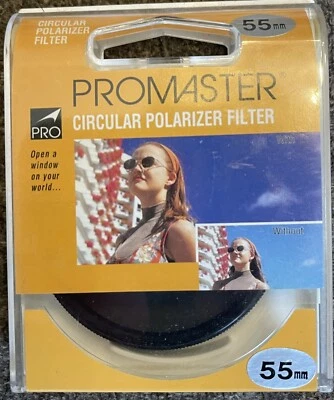 CIRCULAR
POLARIZER
FILTER
55mm
PROMASTER
PRO
CIRCULAR POLARIZER FILTER
Open a
window
on your
world...
Without
55mm